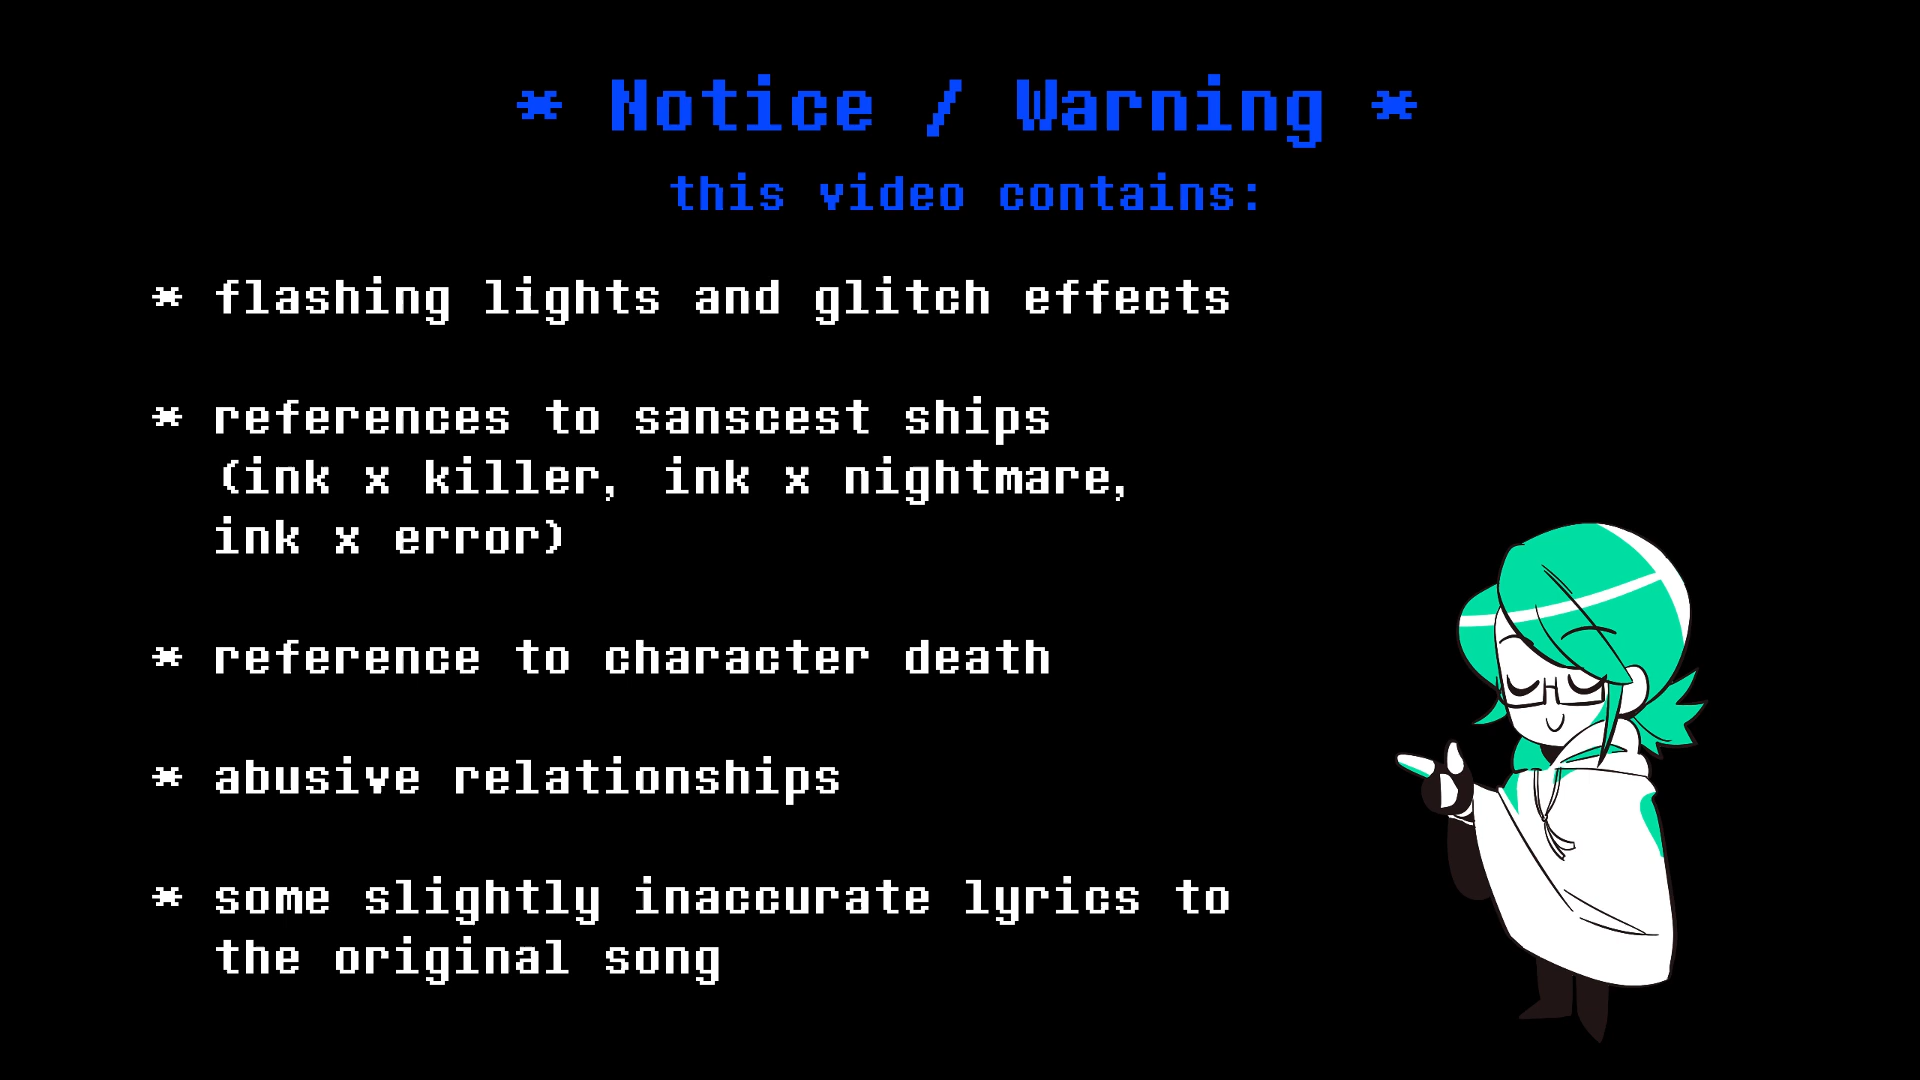 * Notice / Warning *
this video contains:
* flashing lights and glitch effects
* references to sanscest ships
(ink x killer, ink x nightmare,
ink x error)
* reference to character death
* abusive relationships
* some slightly inaccurate lyrics to
the original song